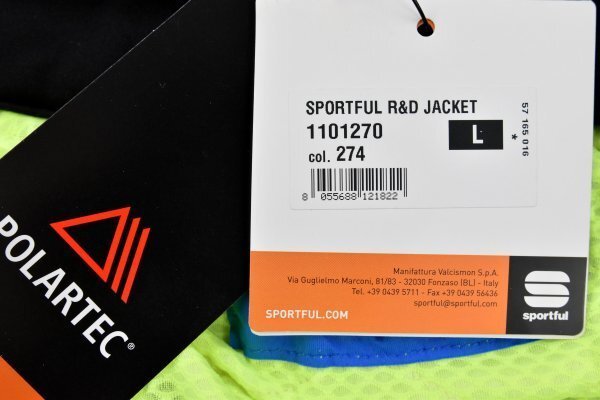 POLARTEC®
SPORTFUL R&D JACKET
1101270
col. 274
L
57 165 016 *
8 055688 121822
Manifattura Valcismon S.p.A.
Via Guglielmo Marconi, 81/83 - 32030 Fonzaso (BL) - Italy
Tel. +39 0439 5711 - Fax +39 0439 56436
sportful@sportful.com
SPORTFUL.COM
sportful